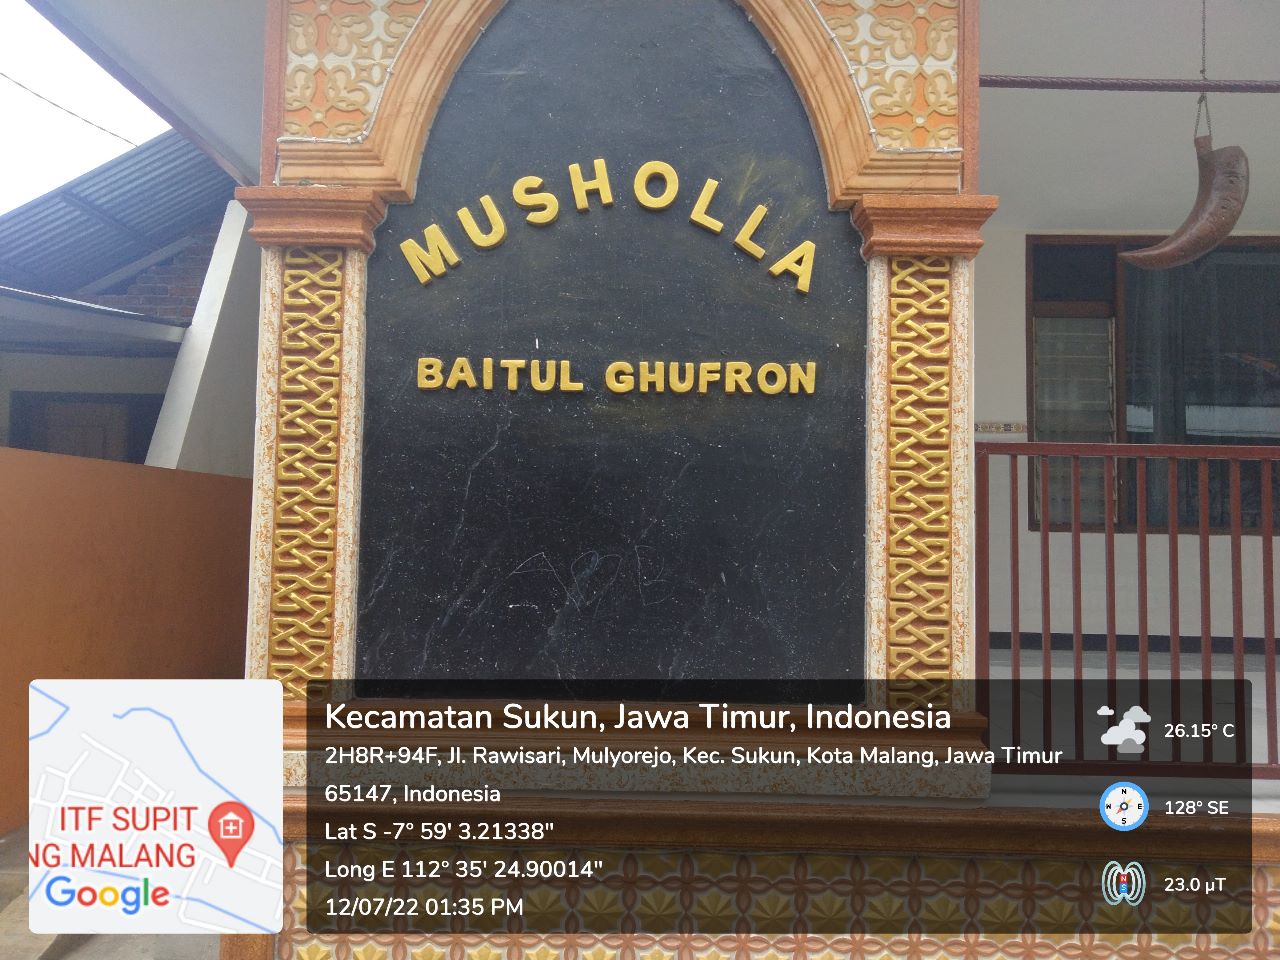 MUSHOLLA
BAITUL GHUFRON
Kecamatan Sukun, Jawa Timur, Indonesia
2H8R+94F, Jl. Rawisari, Mulyorejo, Kec. Sukun, Kota Malang, Jawa Timur
65147, Indonesia
Lat S -7° 59' 3.21338"
Long E 112° 35' 24.90014"
12/07/22 01:35 PM
26.15° C
N
W E
S
128° SE
N
S
23.0 µT
ITF SUPIT
NG MALANG
Google